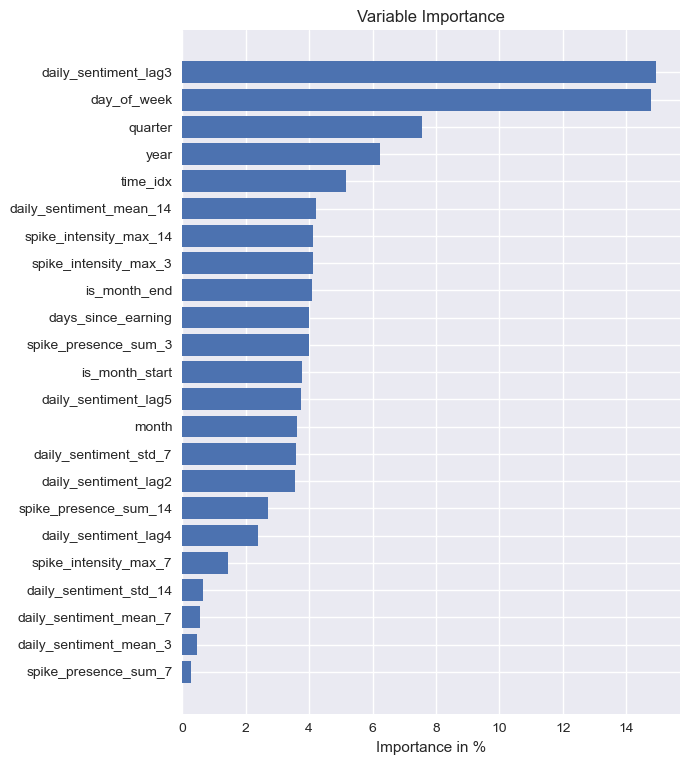 Variable Importance
daily_sentiment_lag3
day_of_week
quarter
year
time_idx
daily_sentiment_mean_14
spike_intensity_max_14
spike_intensity_max_3
is_month_end
days_since_earning
spike_presence_sum_3
is_month_start
daily_sentiment_lag5
month
daily_sentiment_std_7
daily_sentiment_lag2
spike_presence_sum_14
daily_sentiment_lag4
spike_intensity_max_7
daily_sentiment_std_14
daily_sentiment_mean_7
daily_sentiment_mean_3
spike_presence_sum_7
0 2 4 6 8 10 12 14
Importance in %